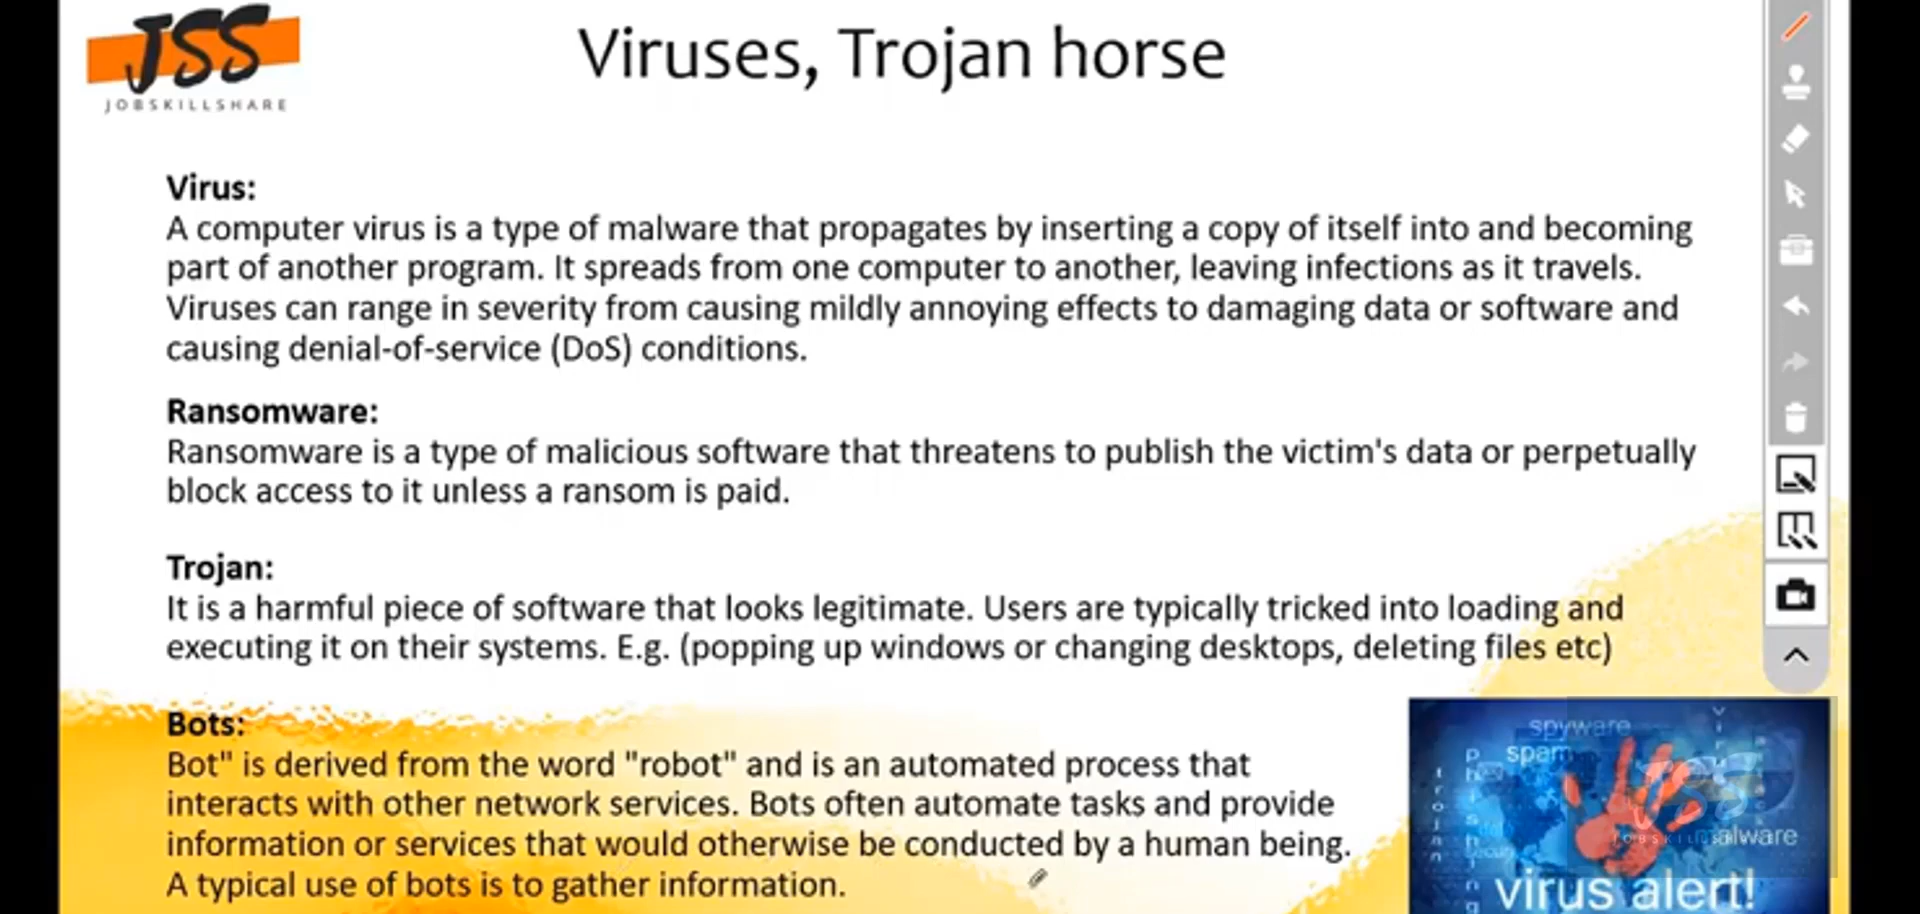 JSS
JOBSKILLSHARE
Viruses, Trojan horse
Virus:
A computer virus is a type of malware that propagates by inserting a copy of itself into and becoming
part of another program. It spreads from one computer to another, leaving infections as it travels.
Viruses can range in severity from causing mildly annoying effects to damaging data or software and
causing denial-of-service (DoS) conditions.
Ransomware:
Ransomware is a type of malicious software that threatens to publish the victim's data or perpetually
block access to it unless a ransom is paid.
Trojan:
It is a harmful piece of software that looks legitimate. Users are typically tricked into loading and
executing it on their systems. E.g. (popping up windows or changing desktops, deleting files etc)
Bots:
Bot" is derived from the word "robot" and is an automated process that
interacts with other network services. Bots often automate tasks and provide
information or services that would otherwise be conducted by a human being.
A typical use of bots is to gather information.
spyware
spam
trojan
malware
virus alert!